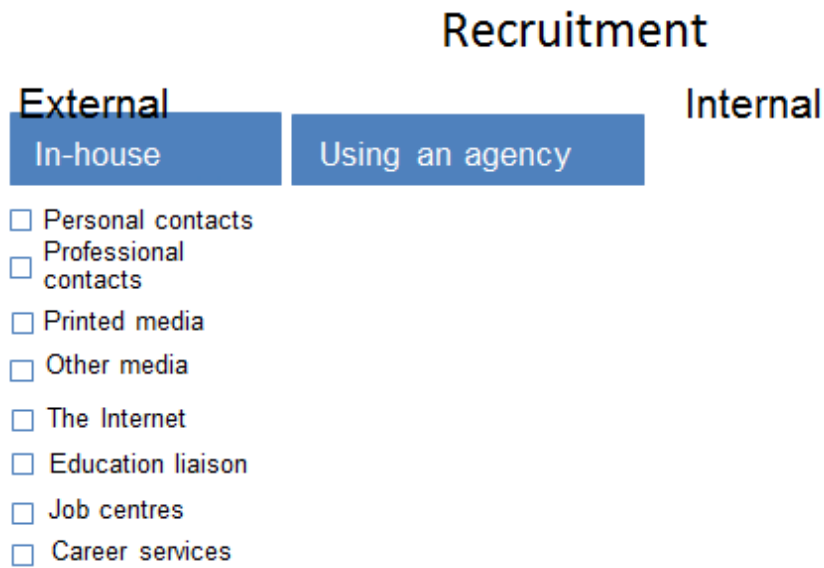 Recruitment
External
Internal
In-house
Using an agency
Personal contacts
Professional
contacts
Printed media
Other media
The Internet
Education liaison
Job centres
Career services